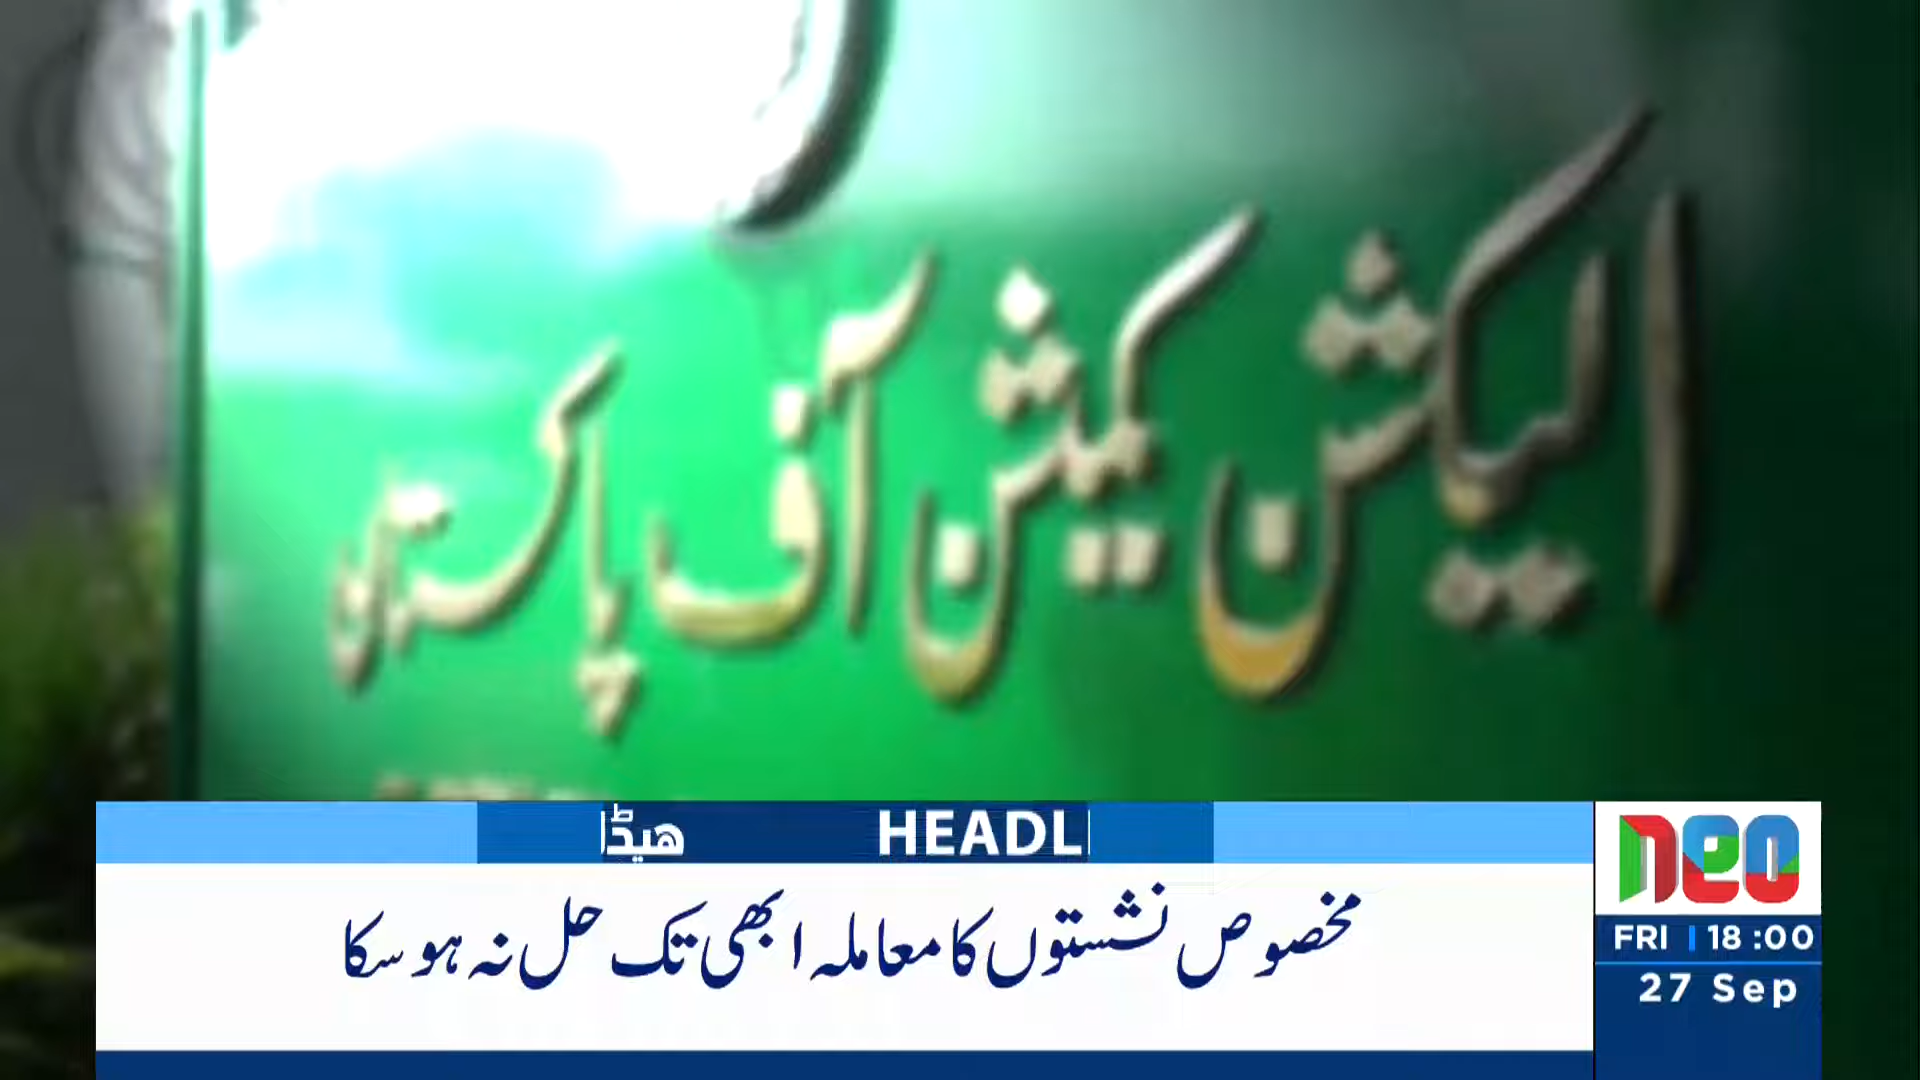 الیکشن کمیشن آف پاکستان
ھیڈا HEADL
neo
مخصوص نشستوں کا معاملہ ابھی تک حل نہ ہو سکا
FRI 18:00
27 Sep